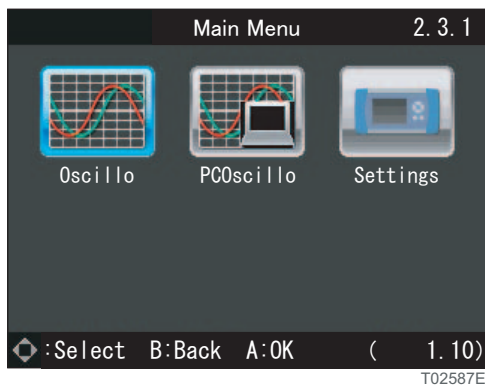 Main Menu 2.3.1
Oscillo PCOscillo Settings
:Select B:Back A:OK ( 1.10)
T02587E